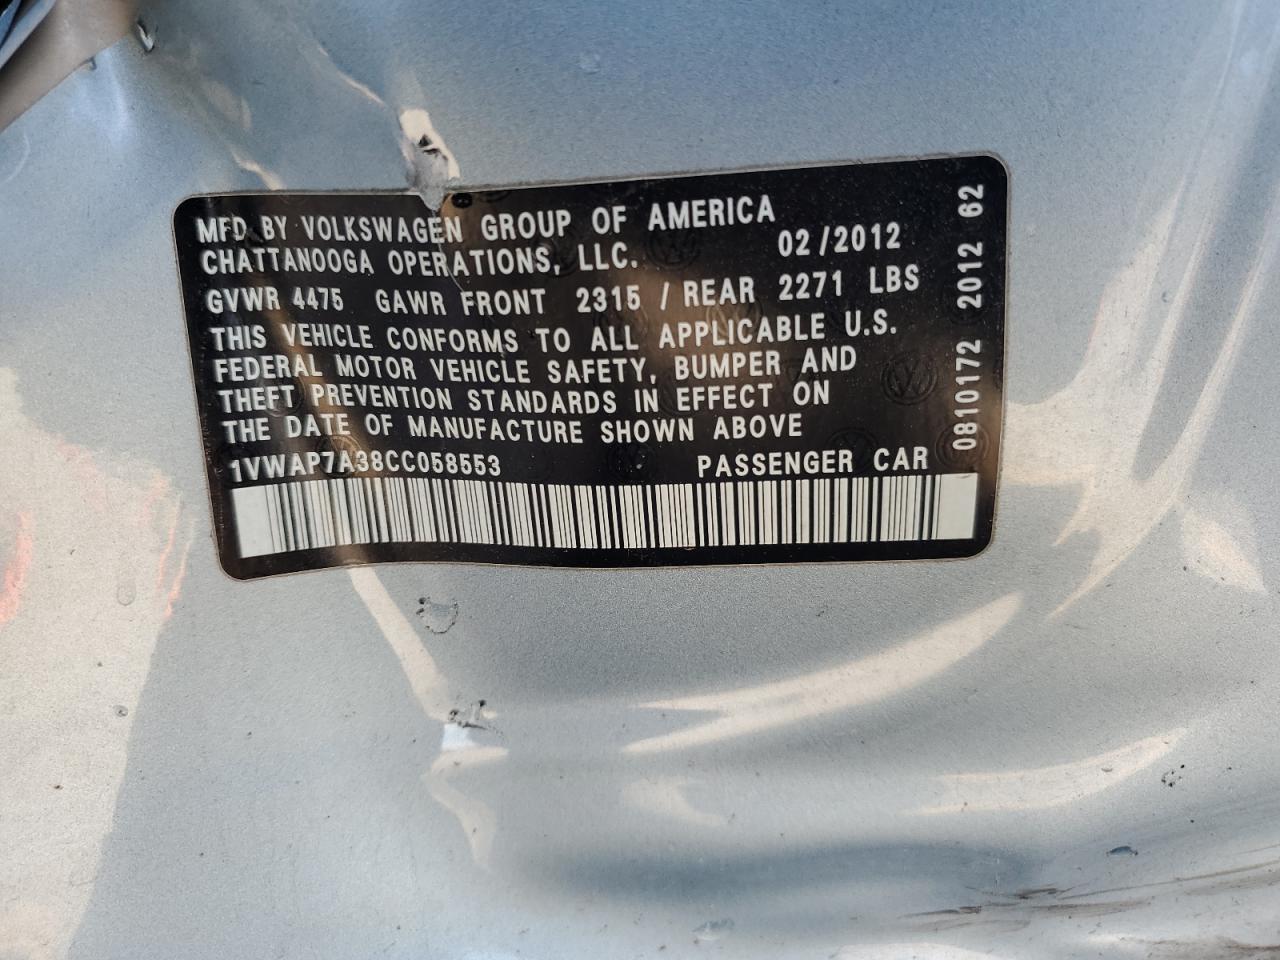 MFD BY VOLKSWAGEN GROUP OF AMERICA
CHATTANOOGA OPERATIONS, LLC. 02/2012
GVWR 4475 GAWR FRONT 2315 / REAR 2271 LBS
THIS VEHICLE CONFORMS TO ALL APPLICABLE U.S.
FEDERAL MOTOR VEHICLE SAFETY, BUMPER AND
THEFT PREVENTION STANDARDS IN EFFECT ON
THE DATE OF MANUFACTURE SHOWN ABOVE
1VWAP7A38CC058553 PASSENGER CAR
0810172 2012 62